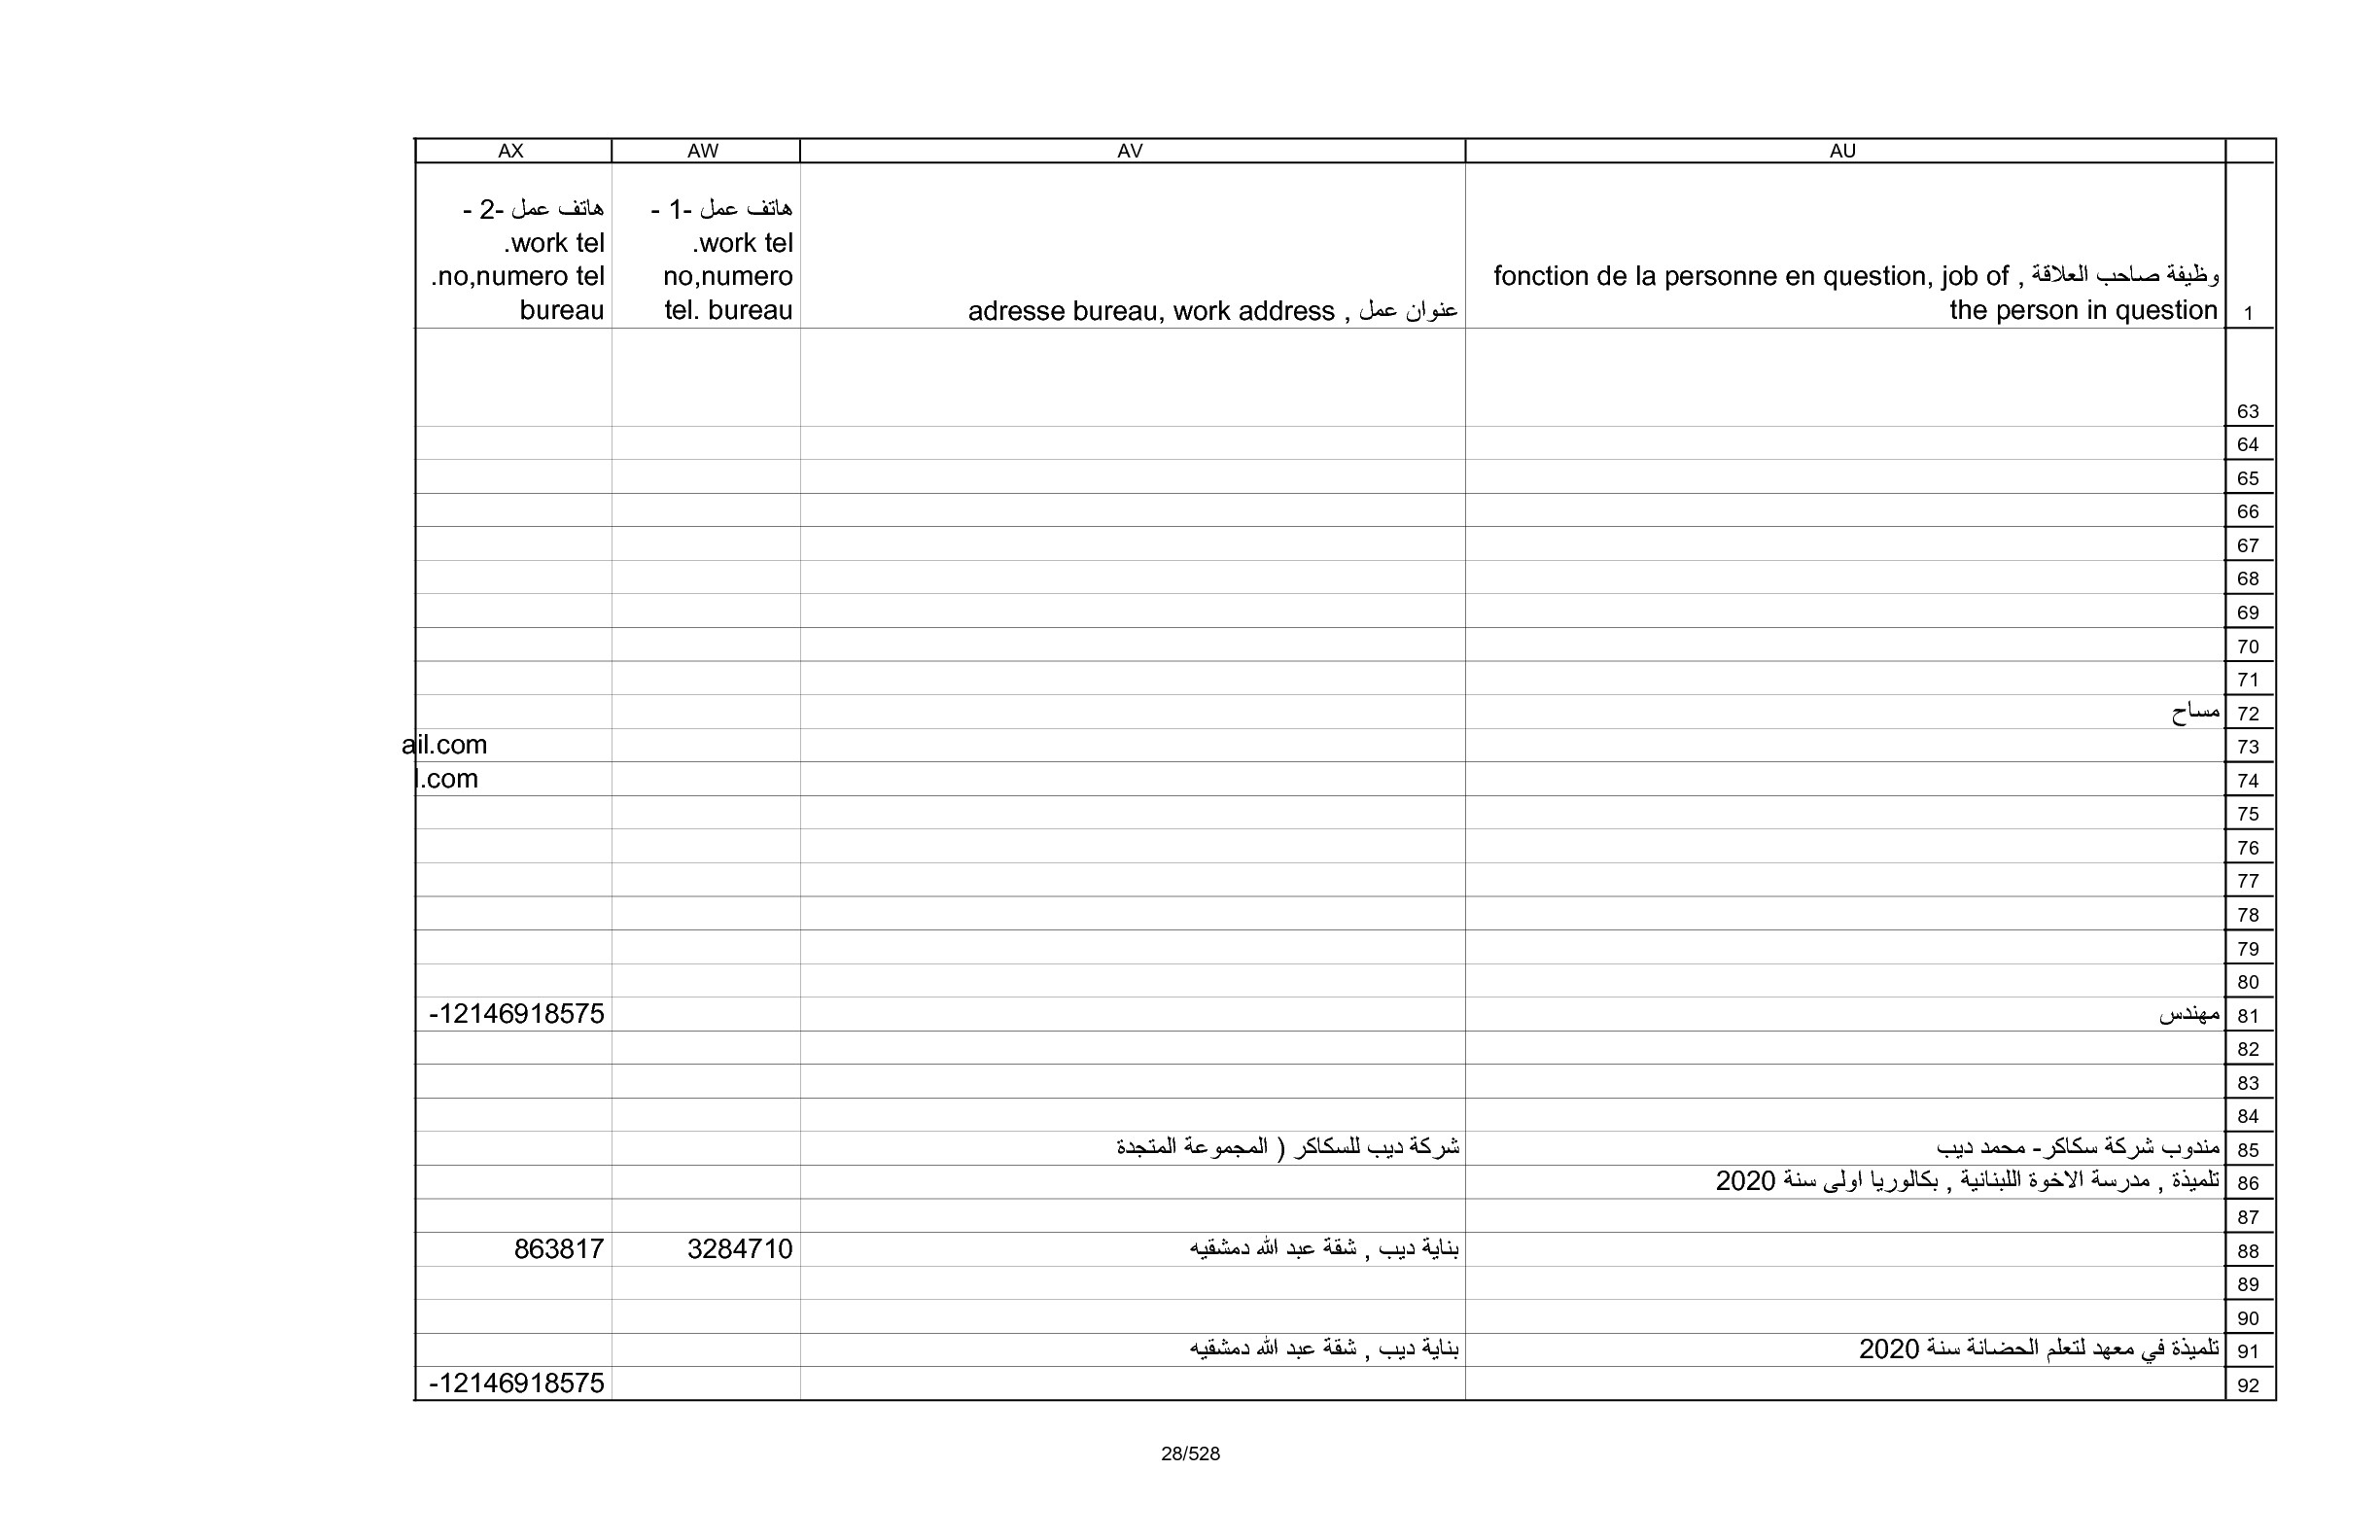 AU AV AW AX
وظيفة صاحب العلاقة , fonction de la personne en question, job of
the person in question
عنوان عمل , adresse bureau, work address
هاتف عمل -1 -
work tel.
no,numero
tel. bureau
هاتف عمل -2 -
work tel.
no,numero tel.
bureau
1
63
64
65
66
67
68
69
70
71
72 مساح
73 ail.com
74 l.com
75
76
77
78
79
80
81 مهندس -12146918575
82
83
84
85 مندوب شركة سكاكر- محمد ديب شركة ديب للسكاكر ( المجموعة المتجدة
86 تلميذة , مدرسة الاخوة اللبنانية , بكالوريا اولى سنة 2020
87
88 بناية ديب , شقة عبد الله دمشقيه 3284710 863817
89
90
91 تلميذة في معهد لتعلم الحضانة سنة 2020 بناية ديب , شقة عبد الله دمشقيه
92 -12146918575
28/528